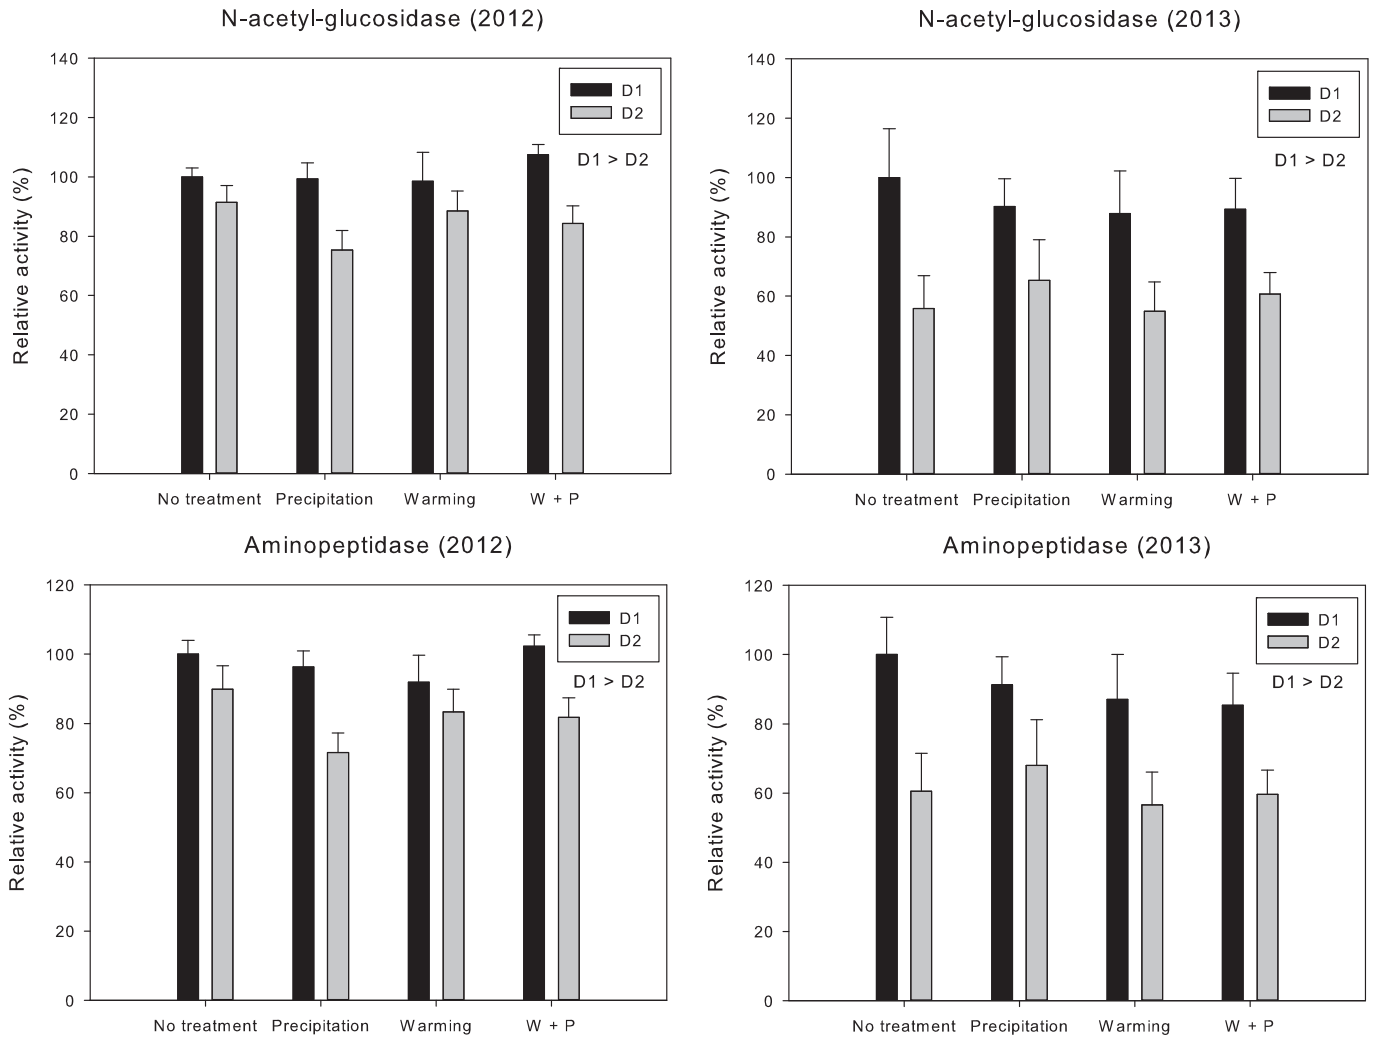 N-acetyl-glucosidase (2012)
Relative activity (%)
140
120
100
80
60
40
20
0
D1
D2
D1 > D2
No treatment Precipitation Warming W + P
N-acetyl-glucosidase (2013)
Relative activity (%)
140
120
100
80
60
40
20
0
D1
D2
D1 > D2
No treatment Precipitation Warming W + P
Aminopeptidase (2012)
Relative activity (%)
120
100
80
60
40
20
0
D1
D2
D1 > D2
No treatment Precipitation Warming W + P
Aminopeptidase (2013)
Relative activity (%)
120
100
80
60
40
20
0
D1
D2
D1 > D2
No treatment Precipitation Warming W + P